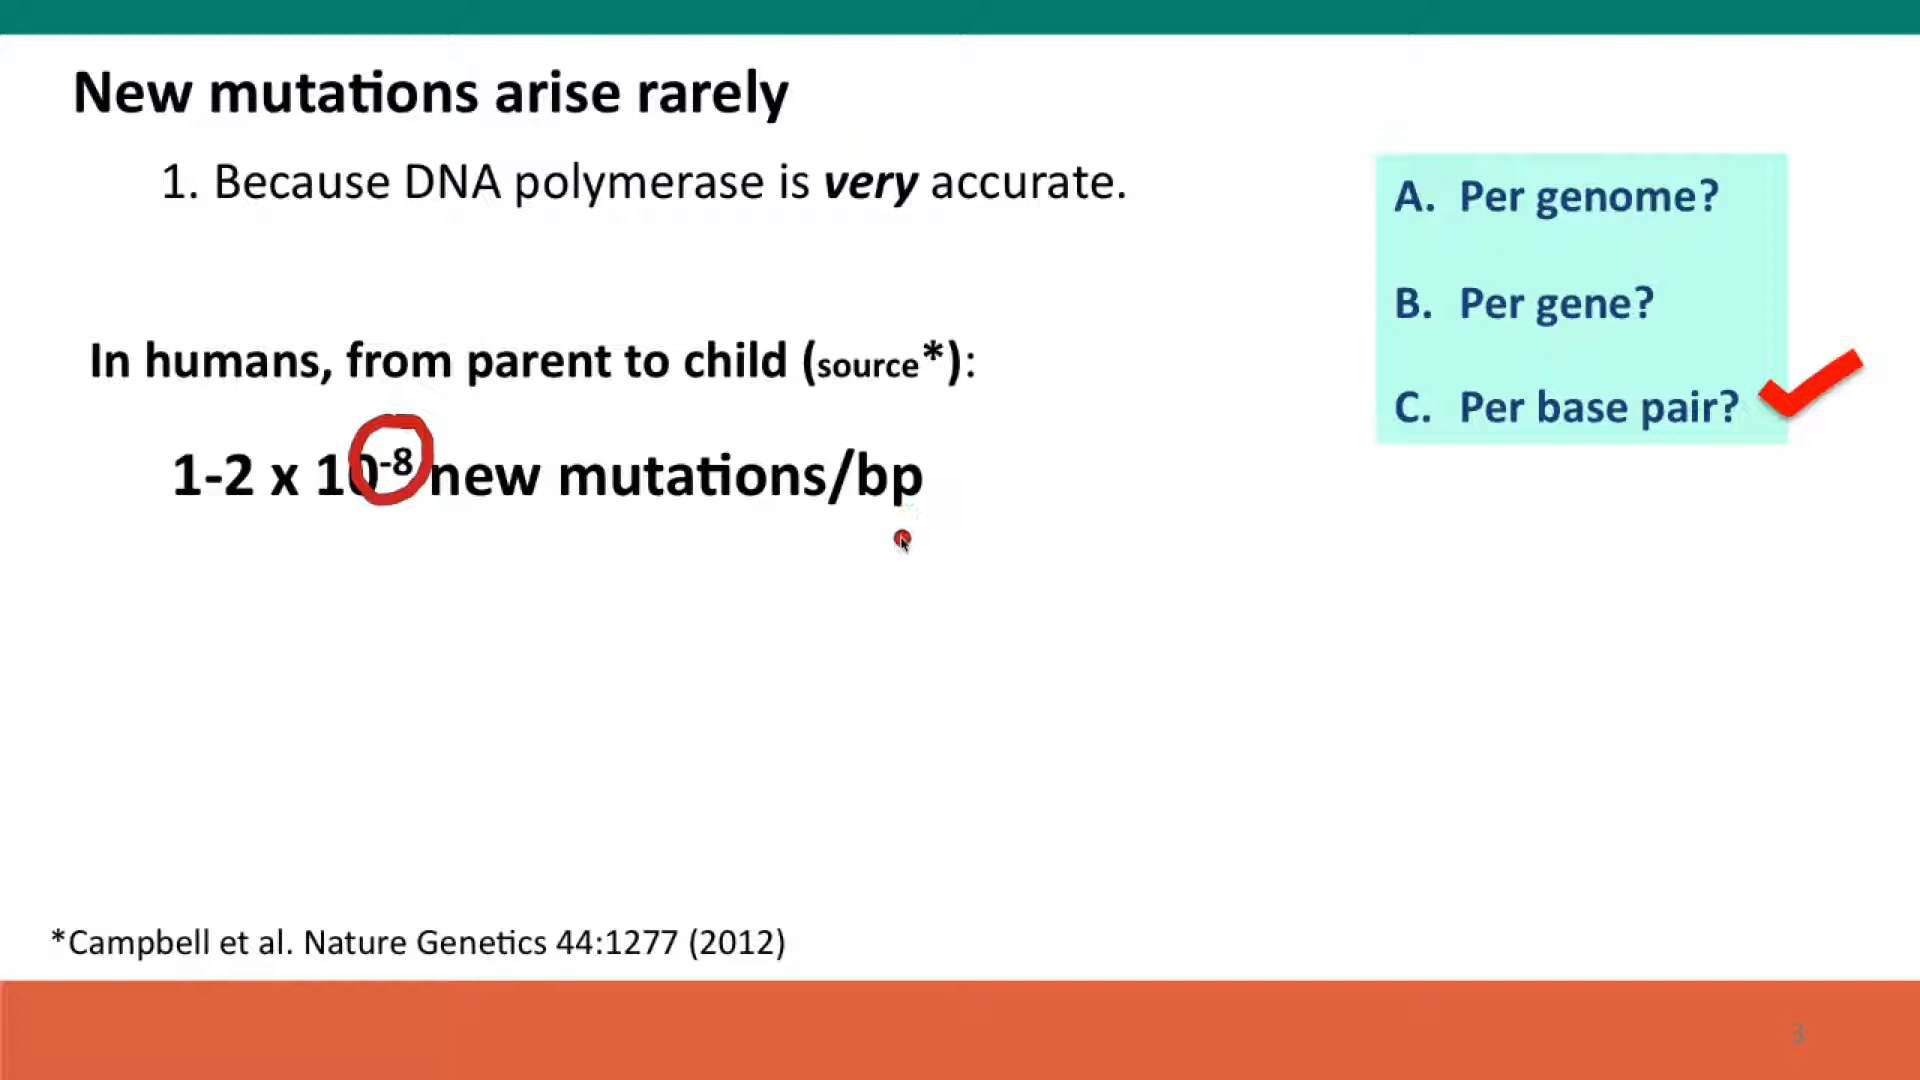 New mutations arise rarely
1. Because DNA polymerase is very accurate.
A. Per genome?
B. Per gene?
C. Per base pair?
In humans, from parent to child (source*):
1-2 x 10⁻⁸ new mutations/bp
*Campbell et al. Nature Genetics 44:1277 (2012)
3